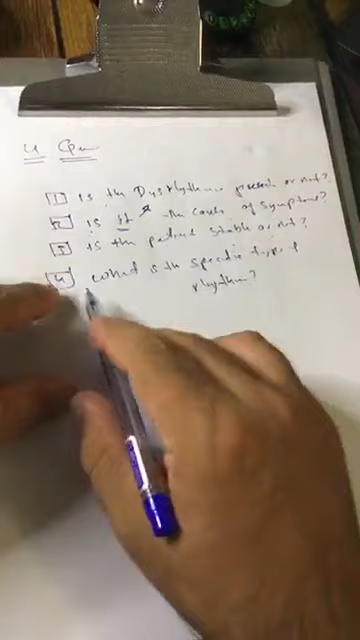 4 Qu
1 Is the Dysrhythmia present or not?
2 is it the cause of symptoms?
3 is the patient stable or not?
4 What is the specific type of
rhythm?